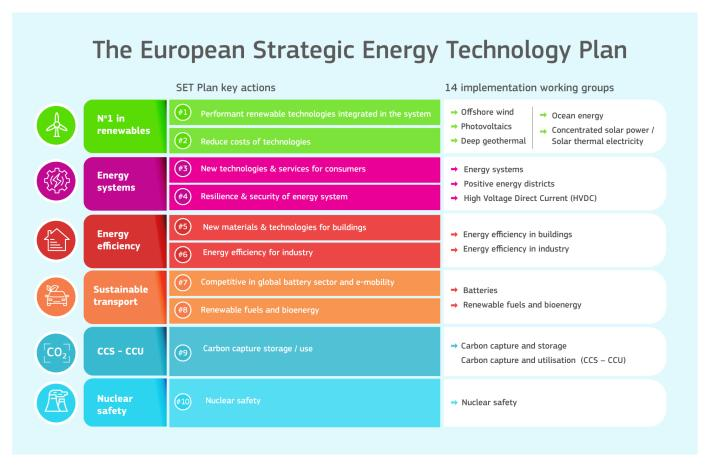 The European Strategic Energy Technology Plan
SET Plan key actions
14 implementation working groups
Nº1 in
renewables
#1 Performant renewable technologies integrated in the system
#2 Reduce costs of technologies
Offshore wind
Photovoltaics
Deep geothermal
Ocean energy
Concentrated solar power /
Solar thermal electricity
Energy
systems
#3 New technologies & services for consumers
#4 Resilience & security of energy system
Energy systems
Positive energy districts
High Voltage Direct Current (HVDC)
Energy
efficiency
#5 New materials & technologies for buildings
#6 Energy efficiency for industry
Energy efficiency in buildings
Energy efficiency in industry
Sustainable
transport
#7 Competitive in global battery sector and e-mobility
#8 Renewable fuels and bioenergy
Batteries
Renewable fuels and bioenergy
CO2
CCS – CCU
#9 Carbon capture storage / use
Carbon capture and storage
Carbon capture and utilisation (CCS – CCU)
Nuclear
safety
#10 Nuclear safety
Nuclear safety